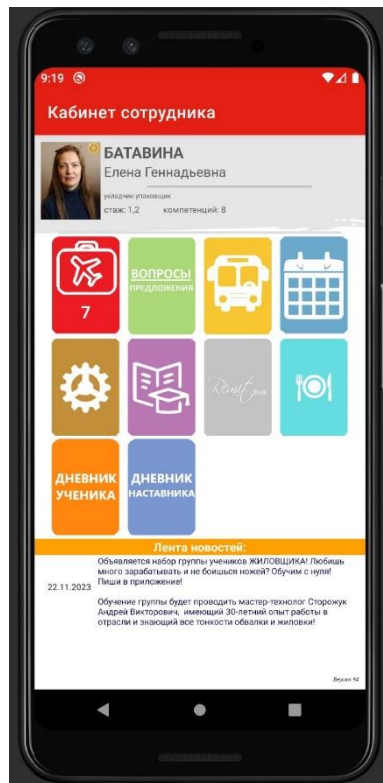 9:19
Кабинет сотрудника
БАТАВИНА
Елена Геннадьевна
укладчик-упаковщик
стаж: 1,2 компетенций: 8
7
ВОПРОСЫ
ПРЕДЛОЖЕНИЯ
Remit
ДНЕВНИК
УЧЕНИКА
ДНЕВНИК
НАСТАВНИКА
Лента новостей:
22.11.2023
Объявляется набор группы учеников ЖИЛОВЩИКА! Любишь
много зарабатывать и не боишься ножей? Обучим с нуля!
Пиши в приложение!
Обучение группы будет проводить мастер-технолог Сторожук
Андрей Викторович, имеющий 30-летний опыт работы в
отрасли и знающий все тонкости обвалки и жиловки!
Версия 94